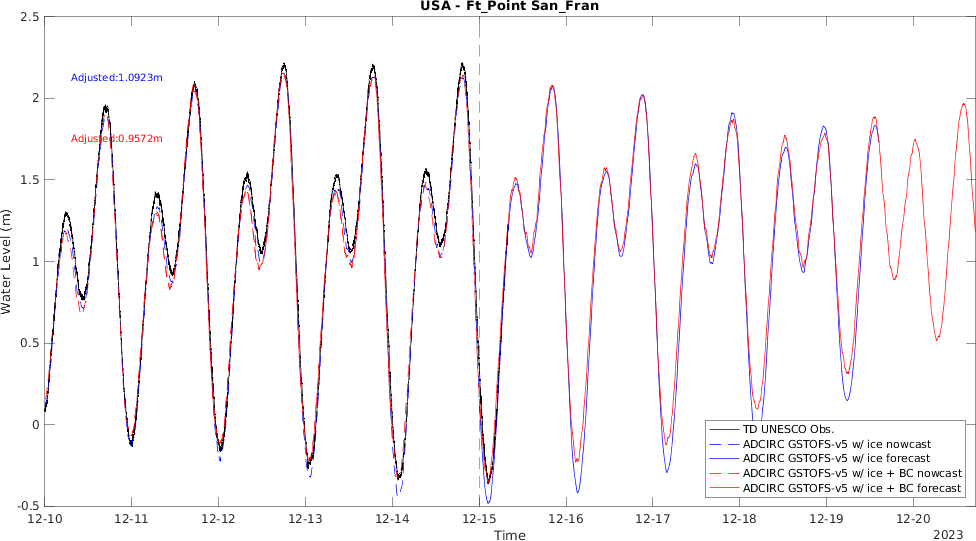 USA - Ft_Point San_Fran
2.5
Adjusted:1.0923m
2
Adjusted:0.9572m
1.5
Water Level (m)
1
0.5
0
TD UNESCO Obs.
ADCIRC GSTOFS-v5 w/ ice nowcast
ADCIRC GSTOFS-v5 w/ ice forecast
ADCIRC GSTOFS-v5 w/ ice + BC nowcast
ADCIRC GSTOFS-v5 w/ ice + BC forecast
-0.5
12-10 12-11 12-12 12-13 12-14 12-15 12-16 12-17 12-18 12-19 12-20
Time
2023